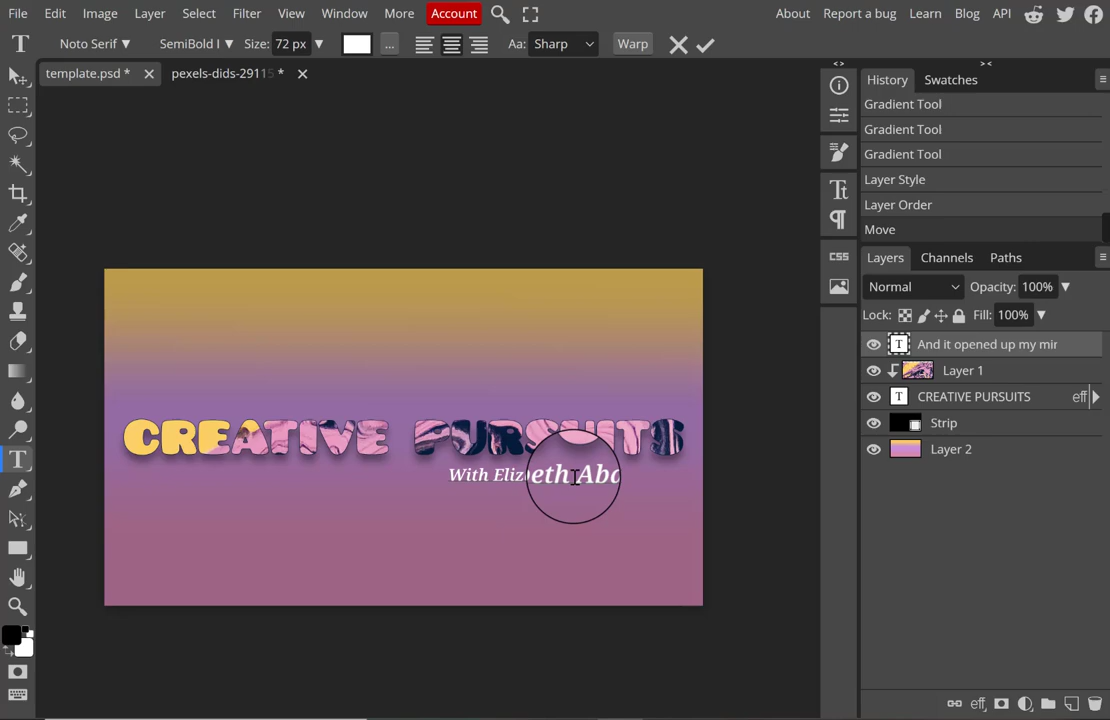 File Edit Image Layer Select Filter View Window More Account About Report a bug Learn Blog API
Noto Serif SemiBold I Size: 72 px ... Aa: Sharp Warp
template.psd * pexels-dids-29115 *
History Swatches
Gradient Tool
Gradient Tool
Gradient Tool
Layer Style
Layer Order
Move
Layers Channels Paths
Normal Opacity: 100%
Lock: Fill: 100%
And it opened up my mir
Layer 1
CREATIVE PURSUITS eff
Strip
Layer 2
CREATIVE PURSUITS
With Elizabeth
CSS
eff